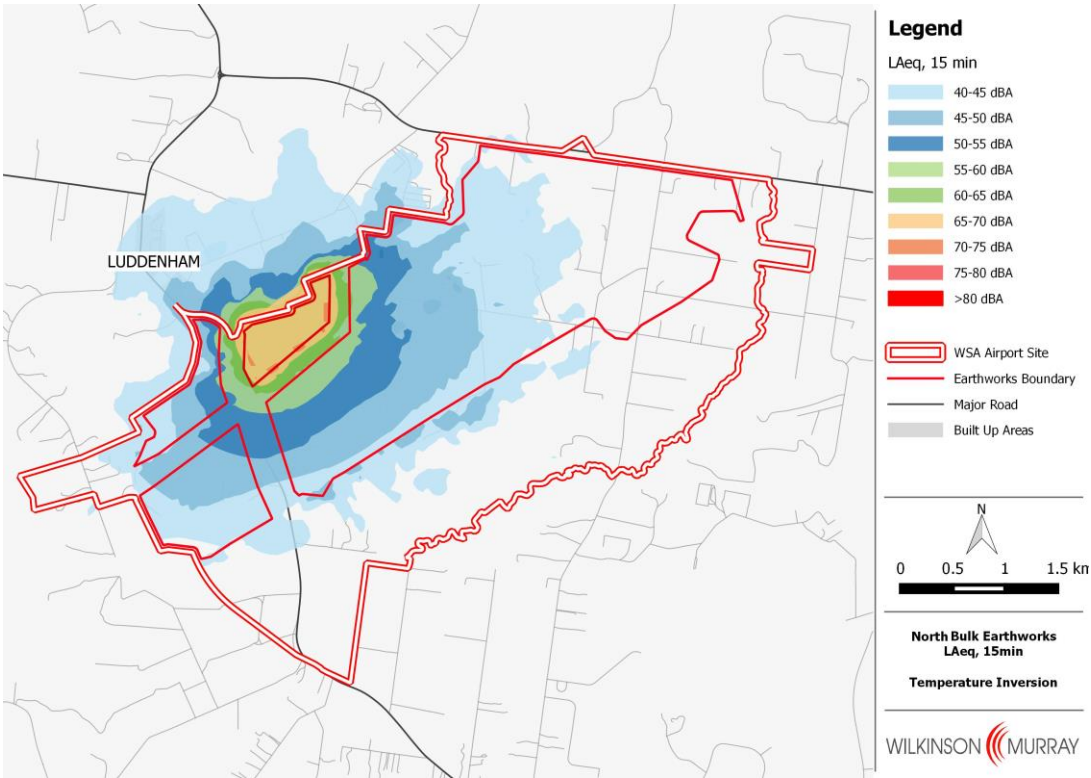 LUDDENHAM
Legend
LAeq, 15 min
40-45 dBA
45-50 dBA
50-55 dBA
55-60 dBA
60-65 dBA
65-70 dBA
70-75 dBA
75-80 dBA
>80 dBA
WSA Airport Site
Earthworks Boundary
Major Road
Built Up Areas
N
0 0.5 1 1.5 km
North Bulk Earthworks
LAeq, 15min
Temperature Inversion
WILKINSON MURRAY